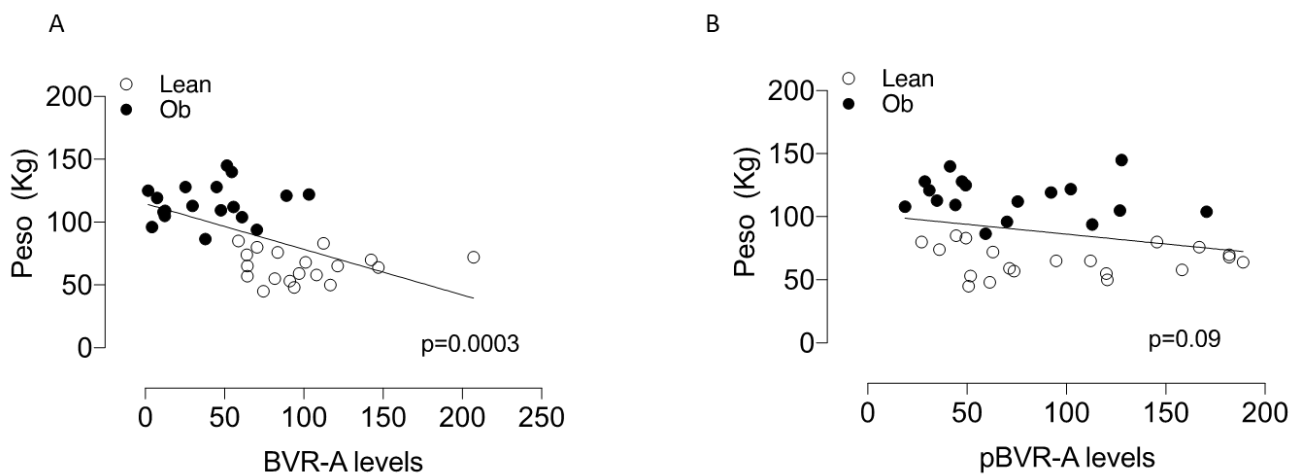 A
Lean
Ob
200
150
100
50
0
Peso (Kg)
p=0.0003
0 50 100 150 200 250
BVR-A levels
B
Lean
Ob
200
150
100
50
0
Peso (Kg)
p=0.09
0 50 100 150 200
pBVR-A levels